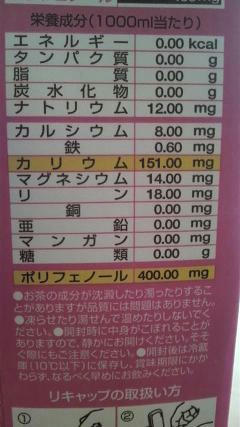 栄養成分(1000ml当たり)
エネルギー 0.00 kcal
タンパク質 0.00 g
脂質 0.00 g
炭水化物 0.00 g
ナトリウム 12.00 mg
カルシウム 8.00 mg
鉄 0.60 mg
カリウム 151.00 mg
マグネシウム 14.00 mg
リン 18.00 mg
銅 0.00 mg
亜鉛 0.00 mg
マンガン 0.00 mg
糖類 0.00 g
ポリフェノール 400.00 mg
●お茶の成分が沈澱したり濁ったりするこ
とがありますが品質には問題はありません。
●凍らせたり湯せんで温めたりしないでく
ださい。●開封時に中身がこぼれることが
ありますので、静かにお開けください。そそ
ぐ際にもご注意ください。●開封後は冷蔵
庫(10℃以下)に保存し、賞味期限にかか
わらず、なるべく早めにお飲みください。
リキャップの取扱い方
① ②